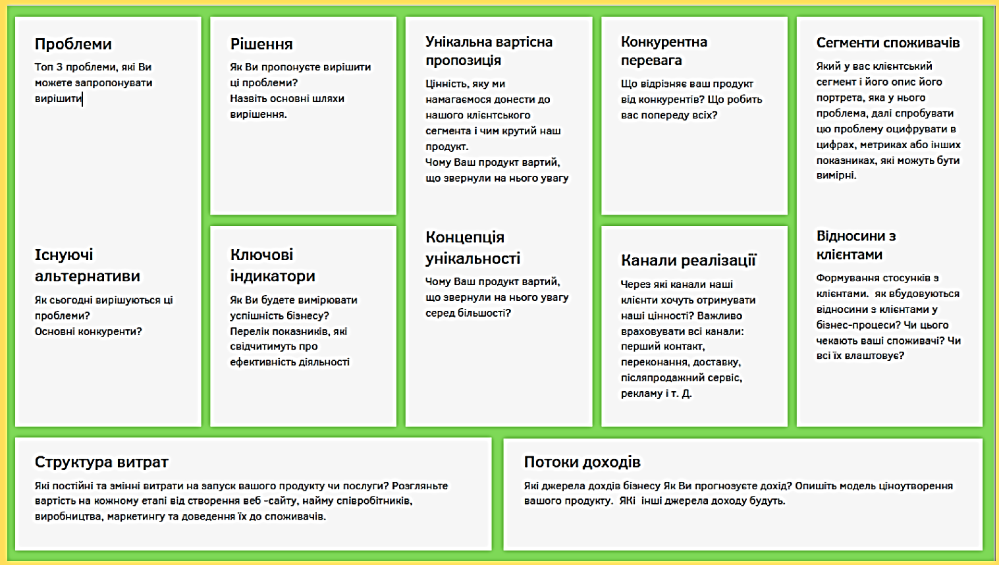 Проблеми
Топ 3 проблеми, які Ви
можете запропонувати
вирішити
Існуючі
альтернативи
Як сьогодні вирішуються ці
проблеми?
Основні конкуренти?
Рішення
Як Ви пропонуєте вирішити
ці проблеми?
Назвіть основні шляхи
вирішення.
Ключові
індикатори
Як Ви будете вимірювати
успішність бізнесу?
Перелік показників, які
свідчитимуть про
ефективність діяльності
Унікальна вартісна
пропозиція
Цінність, яку ми
намагаємося донести до
нашого клієнтського
сегмента і чим крутий наш
продукт.
Чому Ваш продукт вартий,
що звернули на нього увагу
Концепція
унікальності
Чому Ваш продукт вартий,
що звернули на нього увагу
серед більшості?
Конкурентна
перевага
Що відрізняє ваш продукт
від конкурентів? Що робить
вас попереду всіх?
Канали реалізації
Через які канали наші
клієнти хочуть отримувати
наші цінності? Важливо
враховувати всі канали:
перший контакт,
переконання, доставку,
післяпродажний сервіс,
рекламу і т. Д.
Сегменти споживачів
Який у вас клієнтський
сегмент і його опис його
портрета, яка у нього
проблема, далі спробувати
цю проблему оцифрувати в
цифрах, метриках або інших
показниках, які можуть бути
вимірні.
Відносини з
клієнтами
Формування стосунків з
клієнтами.  як вбудовуються
відносини з клієнтами у
бізнес-процеси? Чи цього
чекають ваші споживачі? Чи
всі їх влаштовує?
Структура витрат
Які постійні та змінні витрати на запуск вашого продукту чи послуги? Розгляньте
вартість на кожному етапі від створення веб -сайту, найму співробітників,
виробництва, маркетингу та доведення їх до споживачів.
Потоки доходів
Які джерела дохдів бізнесу Як Ви прогнозуєте дохід? Опишіть модель ціноутворення
вашого продукту.  ЯКі  інші джерела доходу будуть.